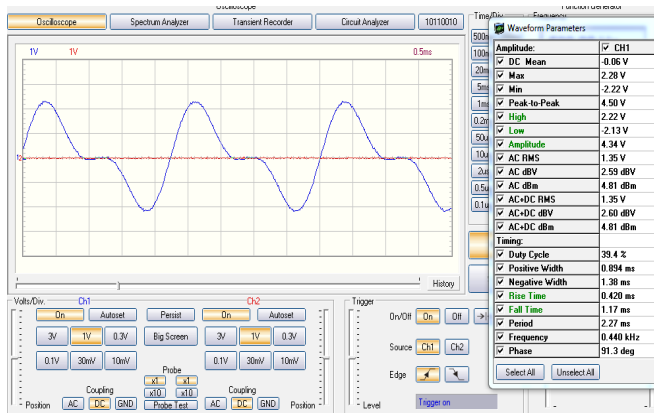 Oscilloscope
Function Generator
Oscilloscope Spectrum Analyzer Transient Recorder Circuit Analyzer 10110010
Time/Div. Frequency
Waveform Parameters
1V 1V 0.5ms
Amplitude: CH1
DC Mean -0.06 V
Max 2.28 V
Min -2.22 V
Peak-to-Peak 4.50 V
High 2.22 V
Low -2.13 V
Amplitude 4.34 V
AC RMS 1.35 V
AC dBV 2.59 dBV
AC dBm 4.81 dBm
AC+DC RMS 1.35 V
AC+DC dBV 2.60 dBV
AC+DC dBm 4.81 dBm
Timing:
Duty Cycle 39.4 %
Positive Width 0.894 ms
Negative Width 1.38 ms
Rise Time 0.420 ms
Fall Time 1.17 ms
Period 2.27 ms
Frequency 0.440 kHz
Phase 91.3 deg
Select All Unselect All
History
Volts/Div. Ch1 Ch2
On Autoset Persist On Autoset
3V 1V 0.3V Big Screen 3V 1V 0.3V
0.1V 30mV 10mV 0.1V 30mV 10mV
Probe
x1 x1
x10 x10
Coupling Coupling
Position AC DC GND Probe Test AC DC GND Position
Trigger
On/Off On Off
Source Ch1 Ch2
Edge
Level Trigger on